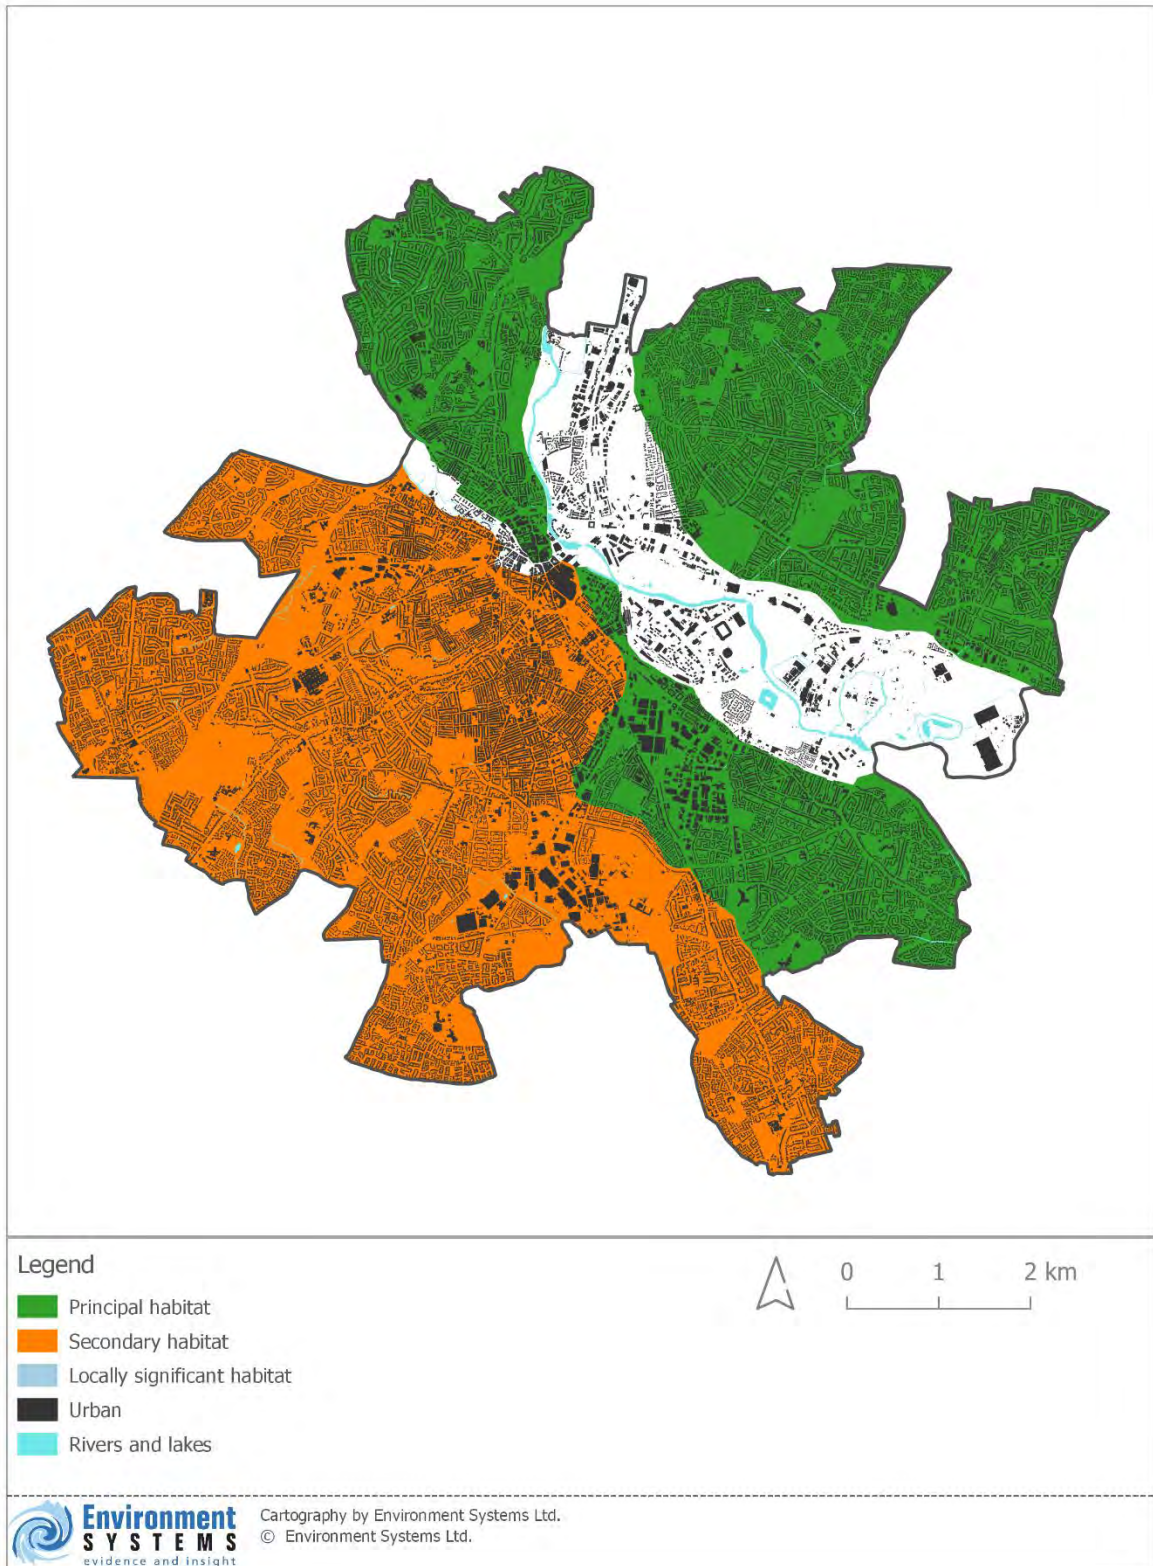 Legend
Principal habitat
Secondary habitat
Locally significant habitat
Urban
Rivers and lakes
0 1 2 km
Environment
SYSTEMS
evidence and insight
Cartography by Environment Systems Ltd.
© Environment Systems Ltd.